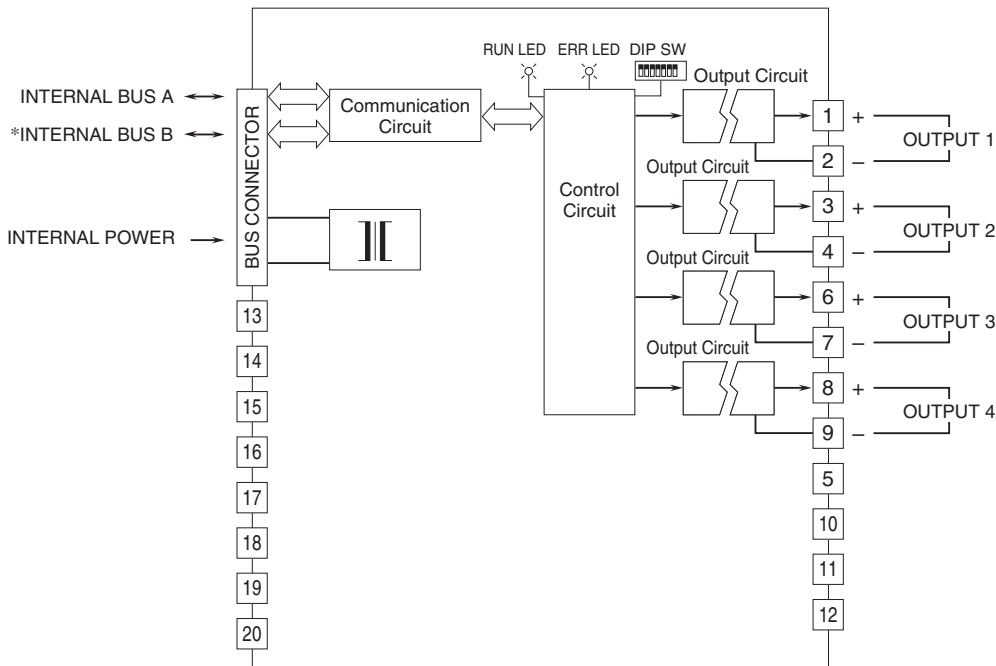 RUN LED ERR LED DIP SW
Output Circuit
INTERNAL BUS A
*INTERNAL BUS B
INTERNAL POWER
BUS CONNECTOR
Communication
Circuit
Control
Circuit
1 +
2 –
OUTPUT 1
Output Circuit
3 +
4 –
OUTPUT 2
Output Circuit
6 +
7 –
OUTPUT 3
Output Circuit
8 +
9 –
OUTPUT 4
5
10
11
12
13
14
15
16
17
18
19
20